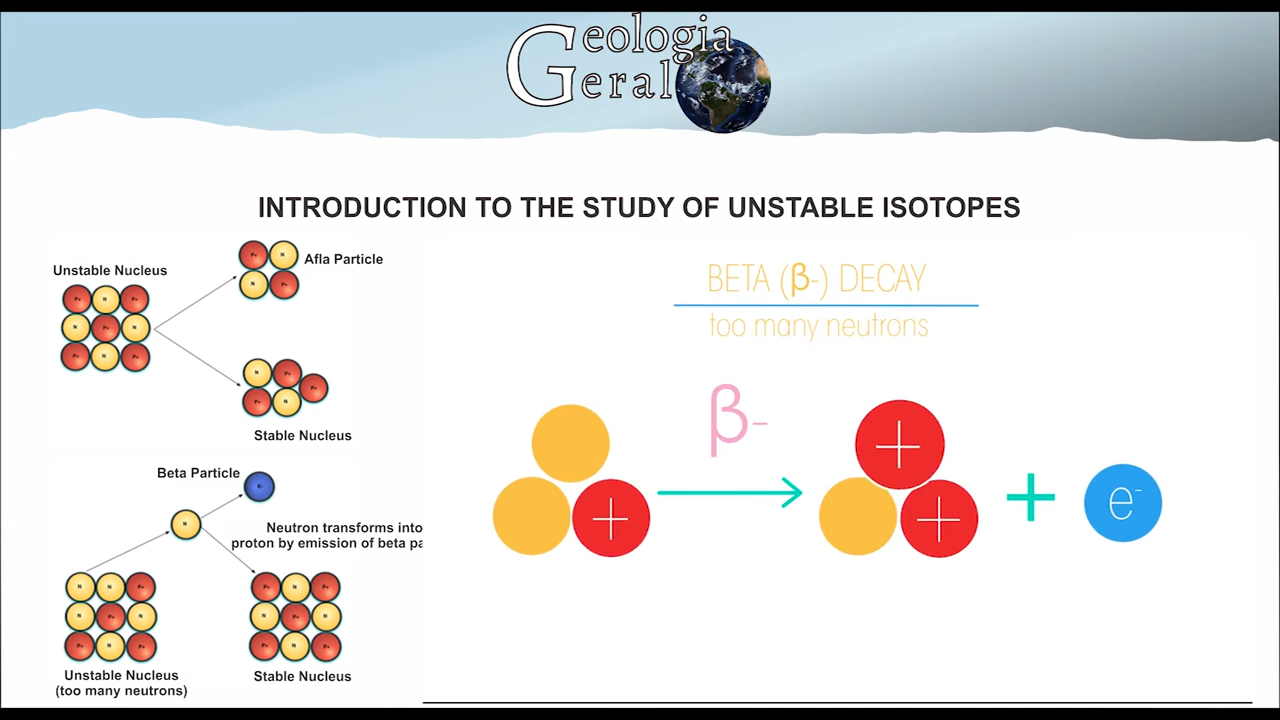 Geologia
Geral
INTRODUCTION TO THE STUDY OF UNSTABLE ISOTOPES
Unstable Nucleus
Afla Particle
Stable Nucleus
Beta Particle
Neutron transforms into
proton by emission of beta pa
Unstable Nucleus
(too many neutrons)
Stable Nucleus
BETA (β-) DECAY
too many neutrons
β-
+
+
+
+
e-